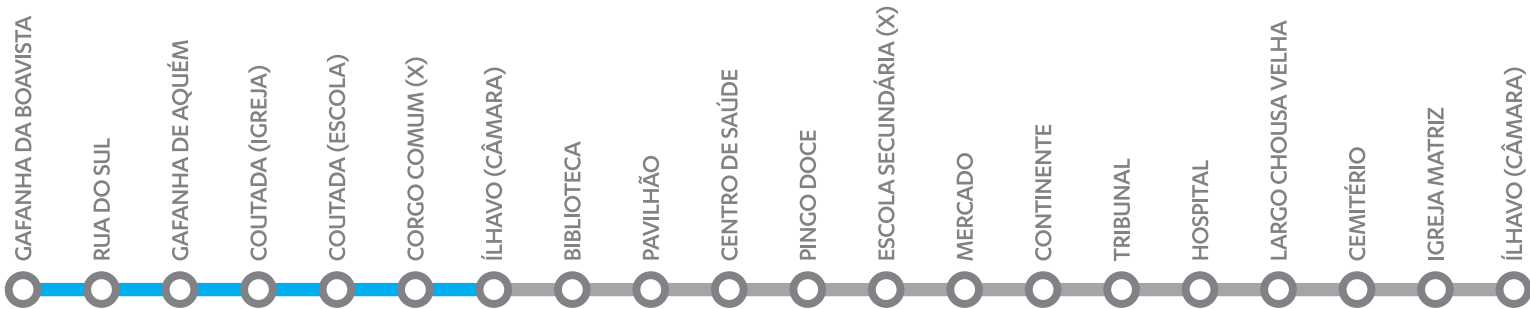 GAFANHA DA BOAVISTA
RUA DO SUL
GAFANHA DE AQUÉM
COUTADA (IGREJA)
COUTADA (ESCOLA)
CORGO COMUM (X)
ÍLHAVO (CÂMARA)
BIBLIOTECA
PAVILHÃO
CENTRO DE SAÚDE
PINGO DOCE
ESCOLA SECUNDÁRIA (X)
MERCADO
CONTINENTE
TRIBUNAL
HOSPITAL
LARGO CHOUSA VELHA
CEMITÉRIO
IGREJA MATRIZ
ÍLHAVO (CÂMARA)